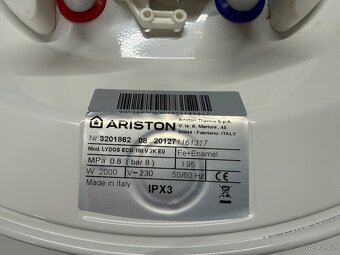 ARISTON
Ariston Thermo S.p.A.
V. le A. Merloni, 45
60044 - Fabriano, ITALY
Nr 3201862 08 20127 1161317
Mod. LYDOS ECO 100 V 2K EU
Fe+Enamel
MPa 0.8 ( bar 8 )
l 95
W 2000
V~ 230
50/60 Hz
Made in Italy
IPX3